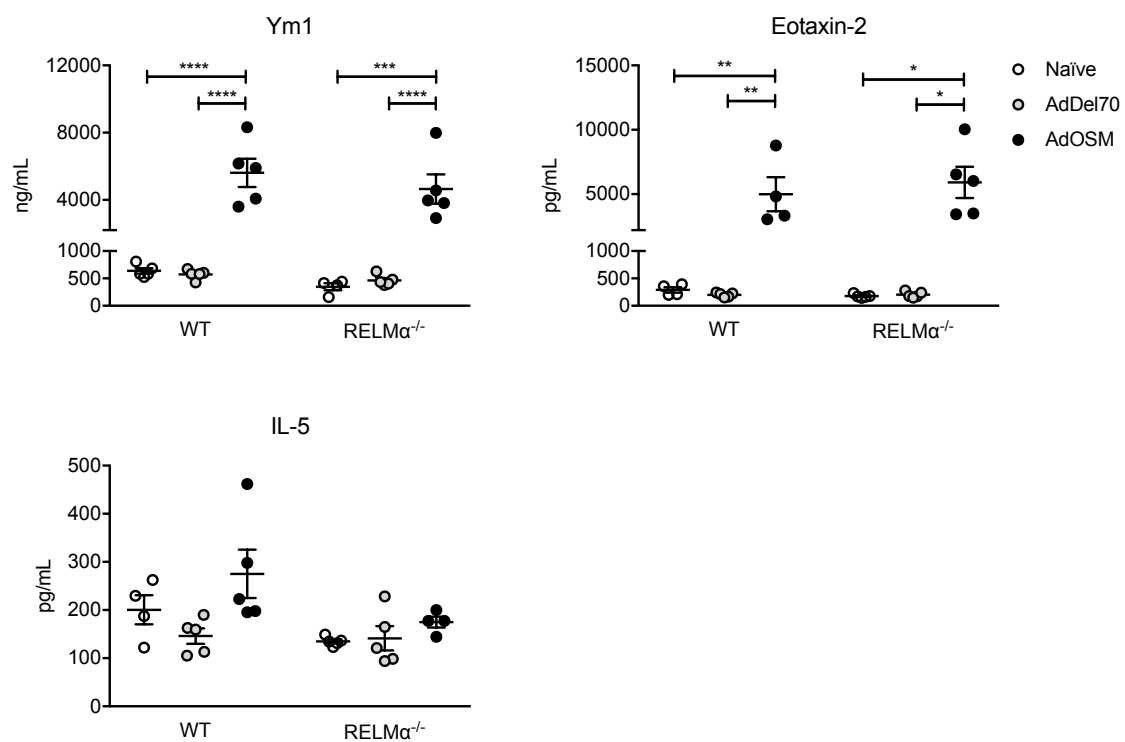 Ym1
12000
8000
4000
1000
500
0
ng/mL
****
****
***
****
WT
RELMα-/-
Eotaxin-2
15000
10000
5000
1000
500
0
pg/mL
**
**
*
*
WT
RELMα-/-
Naïve
AdDel70
AdOSM
IL-5
500
400
300
200
100
0
pg/mL
WT
RELMα-/-